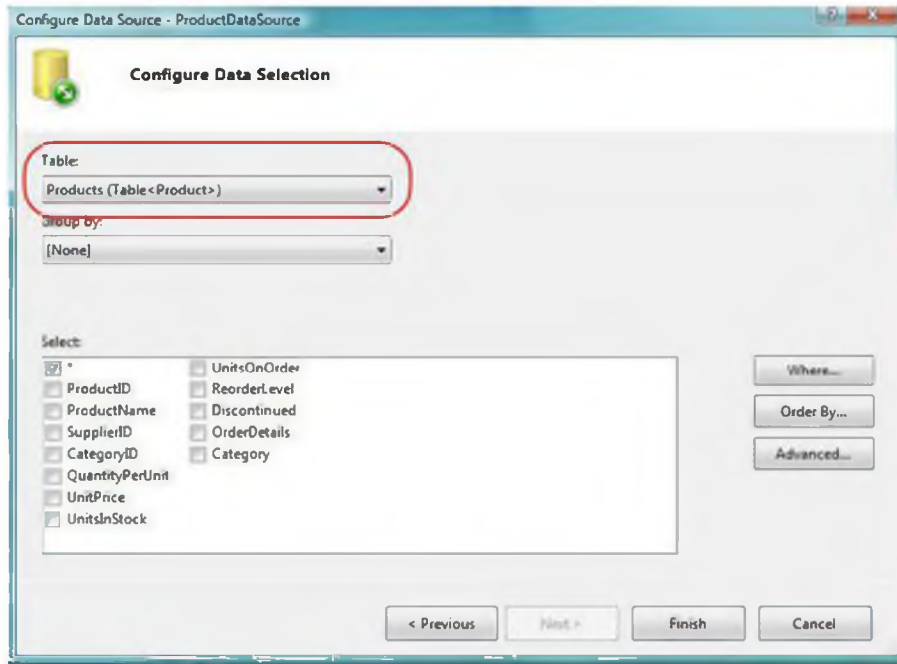 Configure Data Source - ProductDataSource
Configure Data Selection
Table:
Products (Table<Product>)
Group by:
[None]
Select:
*
ProductID
ProductName
SupplierID
CategoryID
QuantityPerUnit
UnitPrice
UnitsInStock
UnitsOnOrder
ReorderLevel
Discontinued
OrderDetails
Category
Where...
Order By...
Advanced...
< Previous
Next >
Finish
Cancel